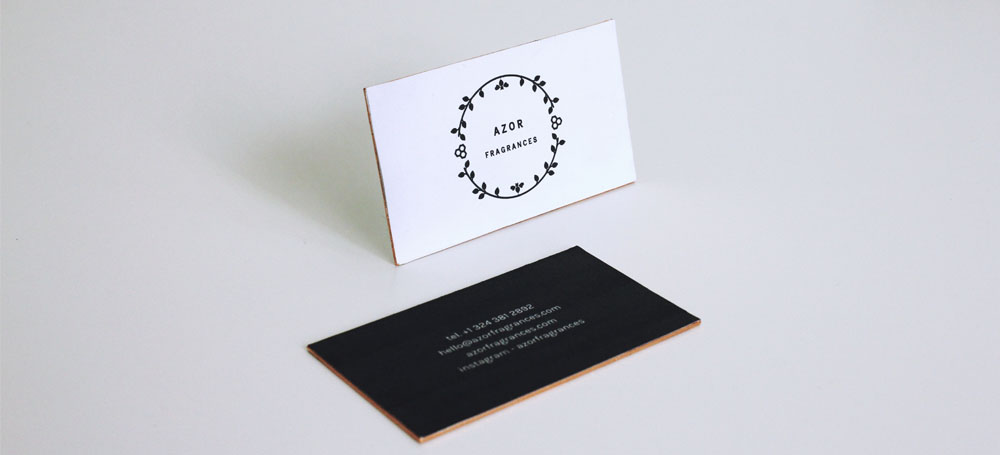 AZOR
FRAGRANCES
tel. +1 324 381 2892
hello@azorfragrances.com
azorfragrances.com
instagram - azorfragrances